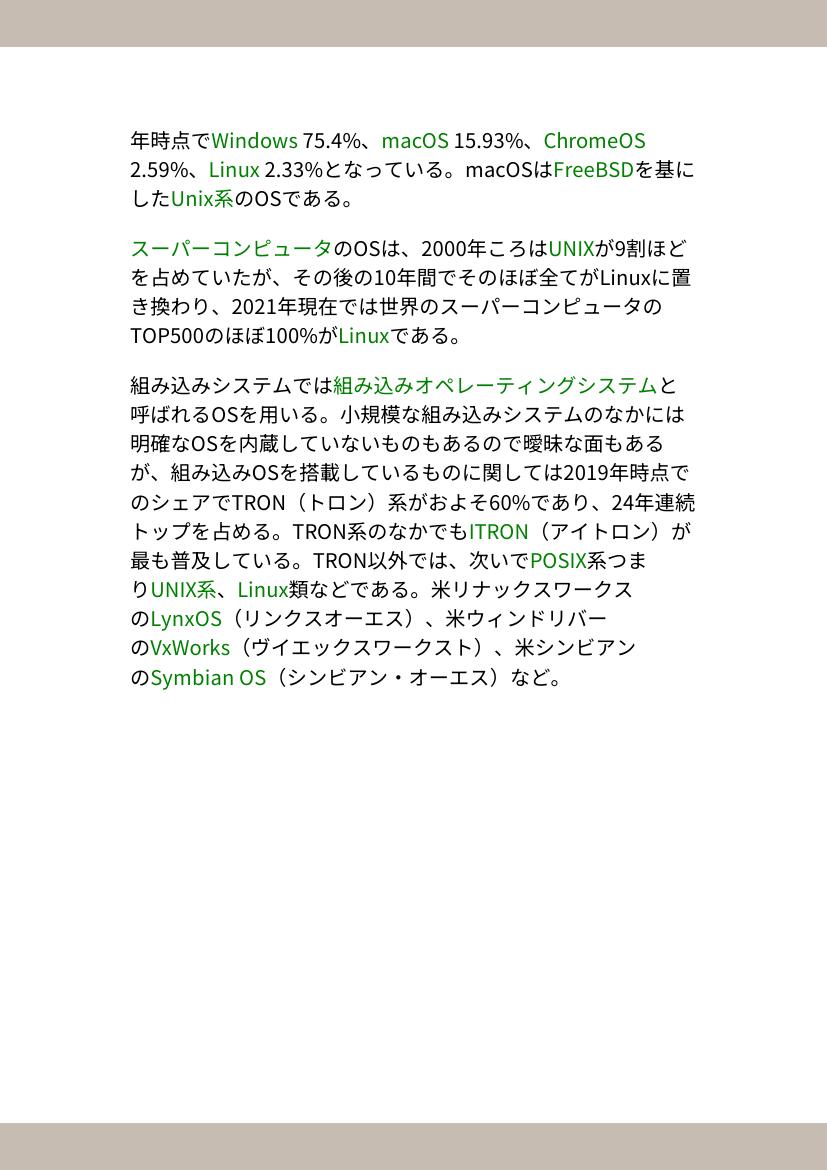 年時点でWindows 75.4%、macOS 15.93%、ChromeOS
2.59%、Linux 2.33%となっている。macOSはFreeBSDを基に
したUnix系のOSである。
スーパーコンピュータのOSは、2000年ころはUNIXが9割ほど
を占めていたが、その後の10年間でそのほぼ全てがLinuxに置
き換わり、2021年現在では世界のスーパーコンピュータの
TOP500のほぼ100%がLinuxである。
組み込みシステムでは組み込みオペレーティングシステムと
呼ばれるOSを用いる。小規模な組み込みシステムのなかには
明確なOSを内蔵していないものもあるので曖昧な面もある
が、組み込みOSを搭載しているものに関しては2019年時点で
のシェアでTRON（トロン）系がおよそ60%であり、24年連続
トップを占める。TRON系のなかでもITRON（アイトロン）が
最も普及している。TRON以外では、次いでPOSIX系つま
りUNIX系、Linux類などである。米リナックスワークス
のLynxOS（リンクスオーエス）、米ウィンドリバー
のVxWorks（ヴイエックスワークスト）、米シンビアン
のSymbian OS（シンビアン・オーエス）など。